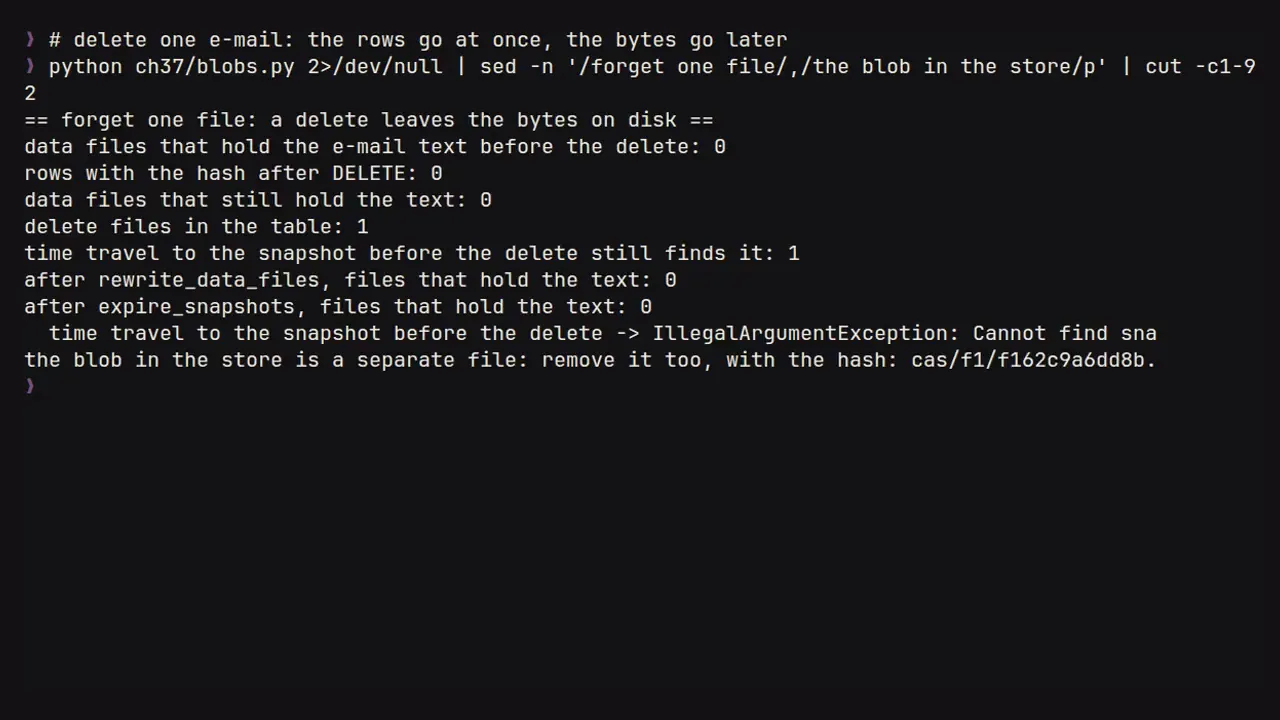 ❯ # delete one e-mail: the rows go at once, the bytes go later
❯ python ch37/blobs.py 2>/dev/null | sed -n '/forget one file/,/the blob in the store/p' | cut -c1-9
2
== forget one file: a delete leaves the bytes on disk ==
data files that hold the e-mail text before the delete: 0
rows with the hash after DELETE: 0
data files that still hold the text: 0
delete files in the table: 1
time travel to the snapshot before the delete still finds it: 1
after rewrite_data_files, files that hold the text: 0
after expire_snapshots, files that hold the text: 0
  time travel to the snapshot before the delete -> IllegalArgumentException: Cannot find sna
the blob in the store is a separate file: remove it too, with the hash: cas/f1/f162c9a6dd8b.
❯